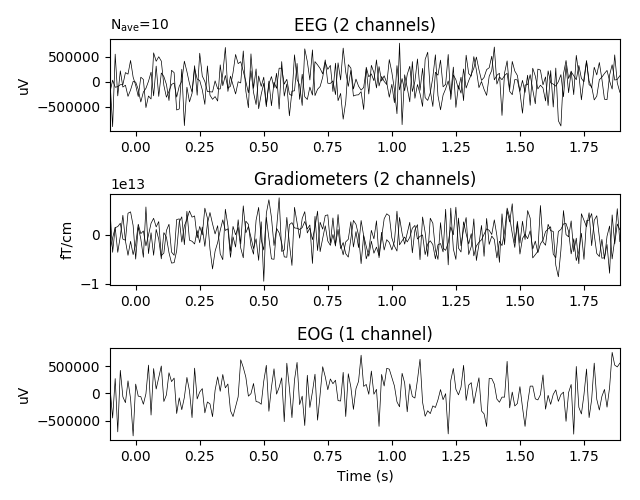 N_ave=10
EEG (2 channels)
uV
500000
0
−500000
0.00 0.25 0.50 0.75 1.00 1.25 1.50 1.75
Gradiometers (2 channels)
1e13
fT/cm
0
−1
0.00 0.25 0.50 0.75 1.00 1.25 1.50 1.75
EOG (1 channel)
uV
500000
0
−500000
0.00 0.25 0.50 0.75 1.00 1.25 1.50 1.75
Time (s)